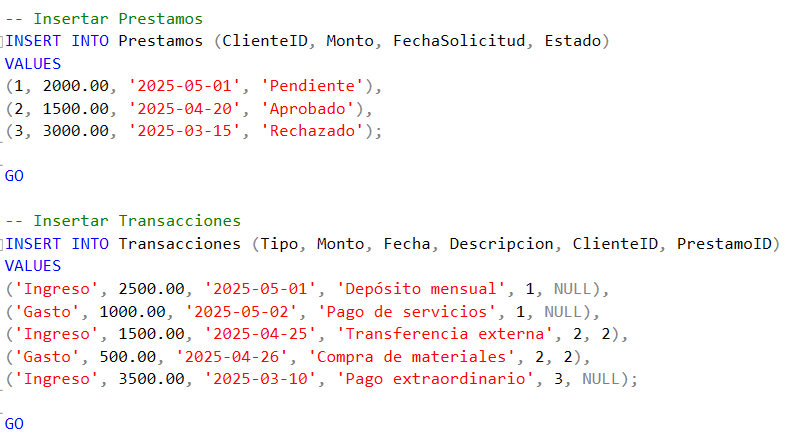 -- Insertar Prestamos
INSERT INTO Prestamos (ClienteID, Monto, FechaSolicitud, Estado)
VALUES
(1, 2000.00, '2025-05-01', 'Pendiente'),
(2, 1500.00, '2025-04-20', 'Aprobado'),
(3, 3000.00, '2025-03-15', 'Rechazado');
GO
-- Insertar Transacciones
INSERT INTO Transacciones (Tipo, Monto, Fecha, Descripcion, ClienteID, PrestamoID)
VALUES
('Ingreso', 2500.00, '2025-05-01', 'Depósito mensual', 1, NULL),
('Gasto', 1000.00, '2025-05-02', 'Pago de servicios', 1, NULL),
('Ingreso', 1500.00, '2025-04-25', 'Transferencia externa', 2, 2),
('Gasto', 500.00, '2025-04-26', 'Compra de materiales', 2, 2),
('Ingreso', 3500.00, '2025-03-10', 'Pago extraordinario', 3, NULL);
GO